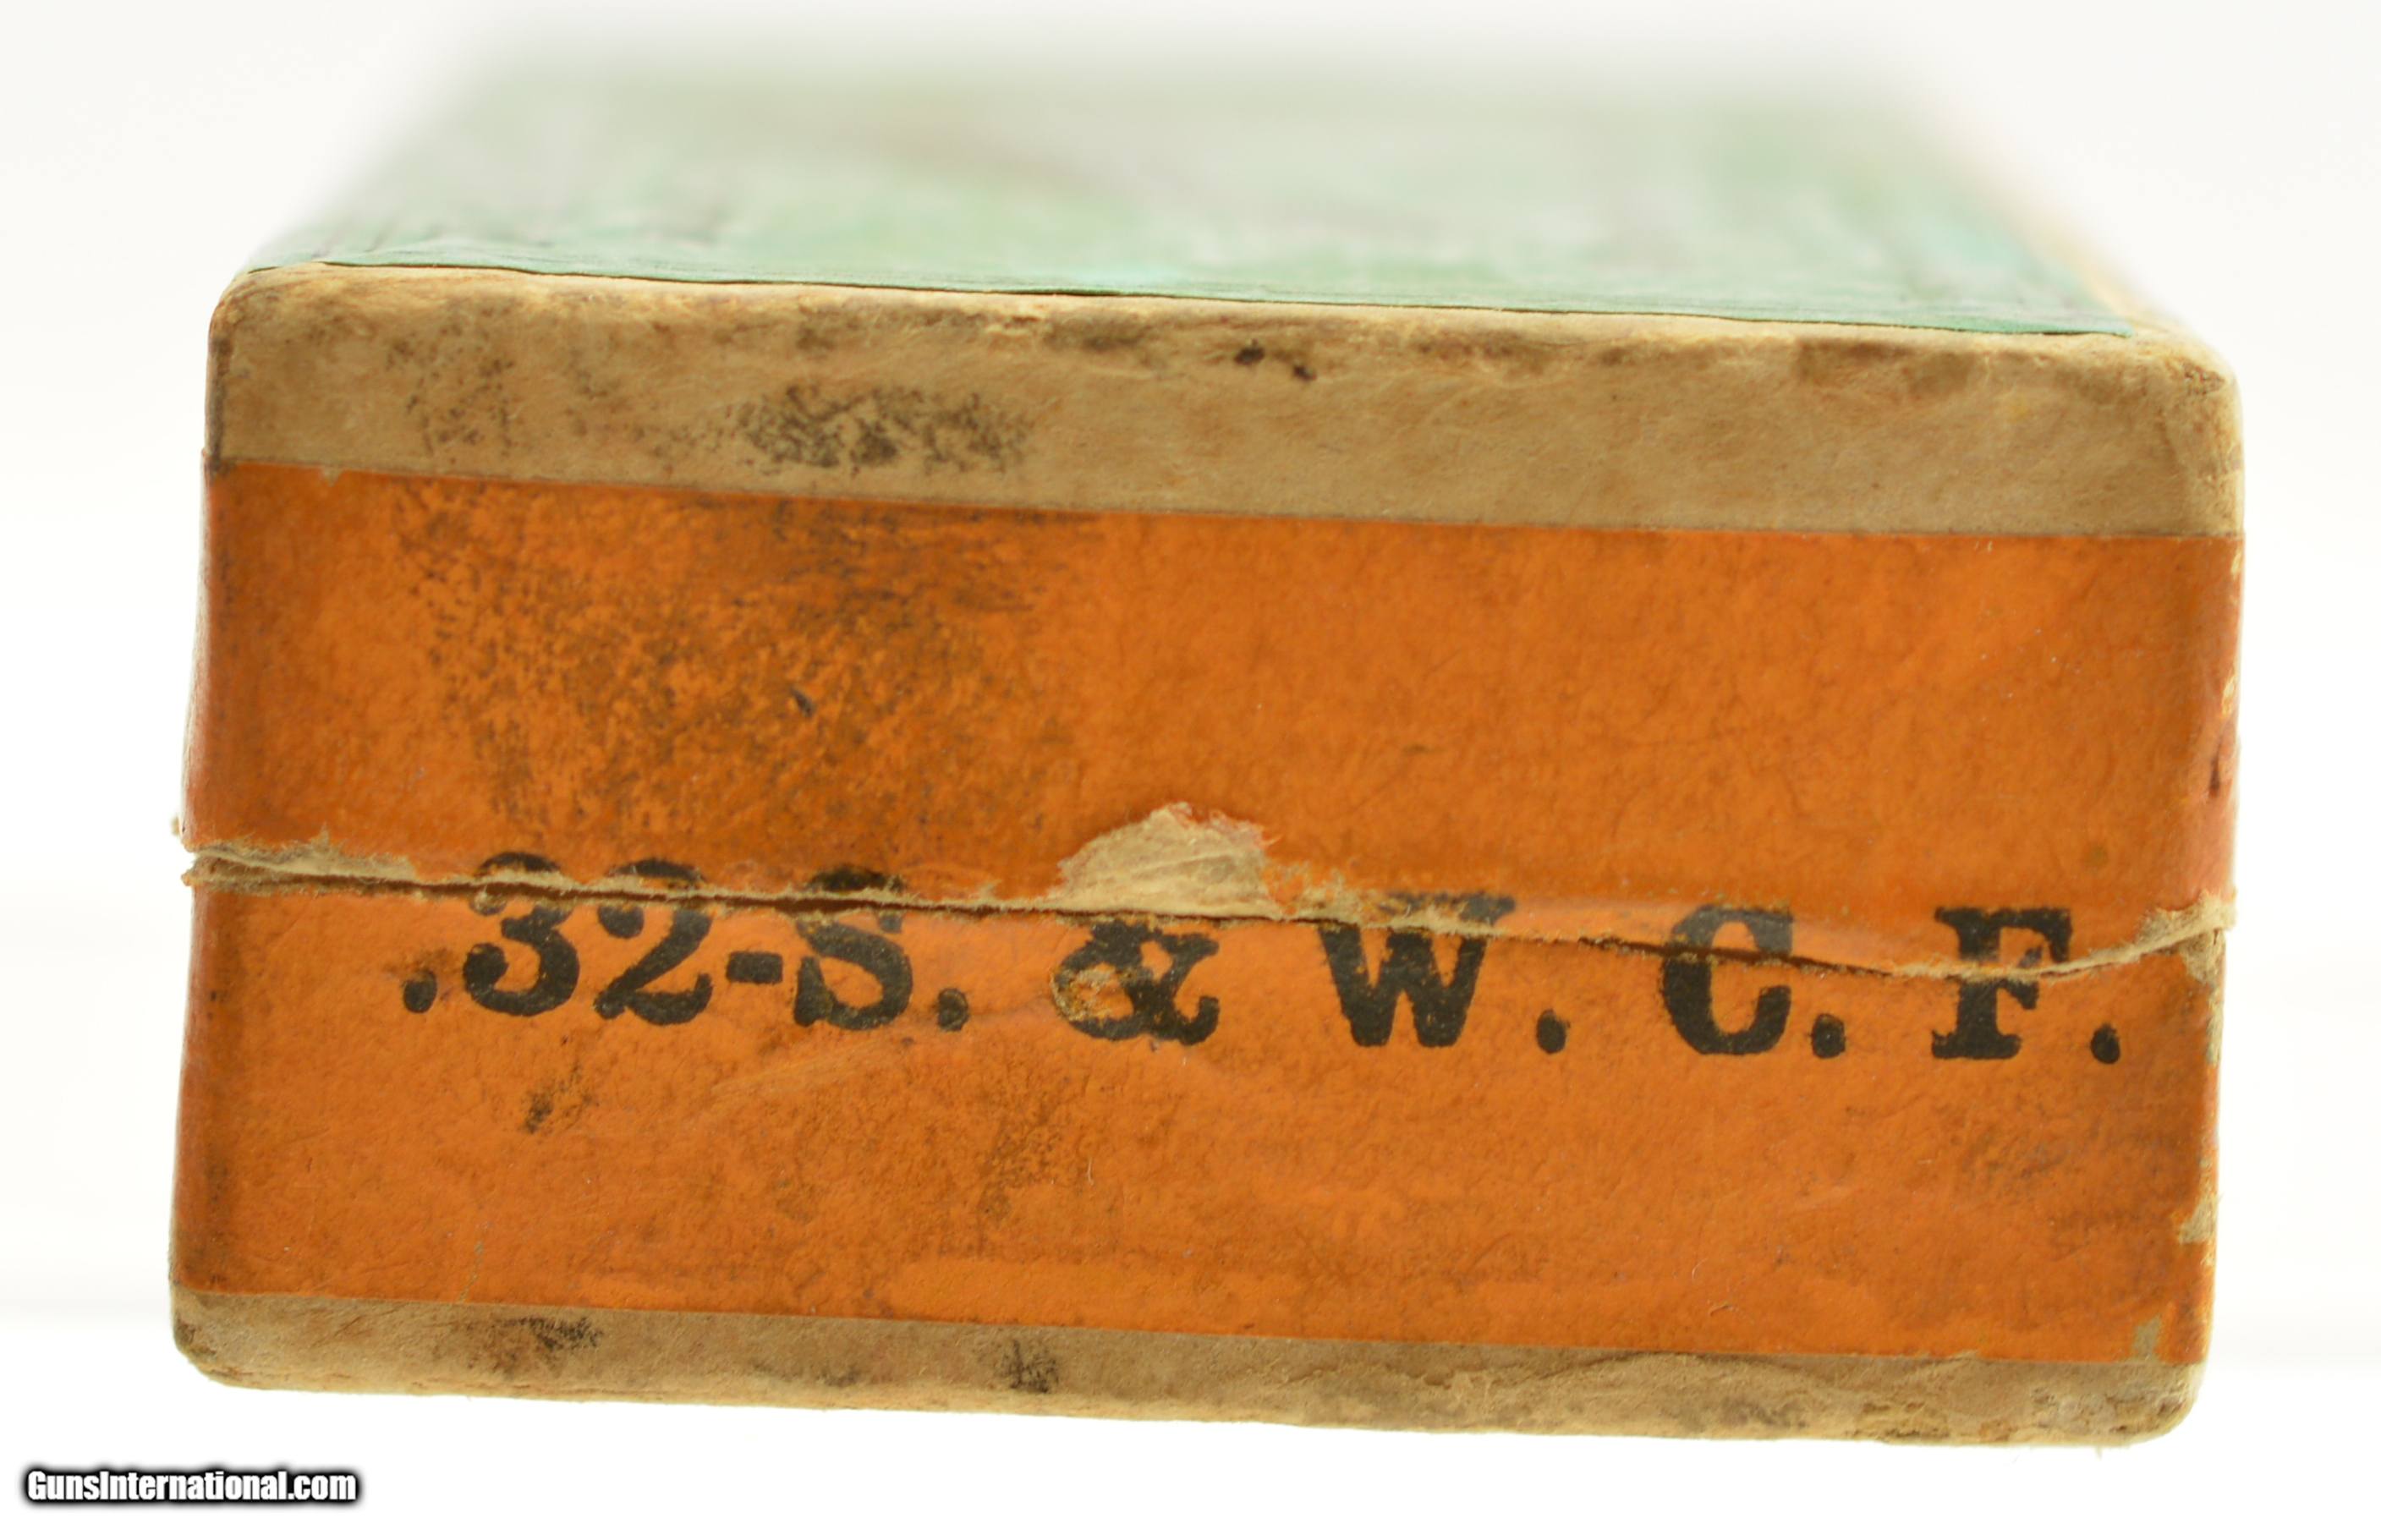 .32-S. & W. C. F.
GunsInternational.com